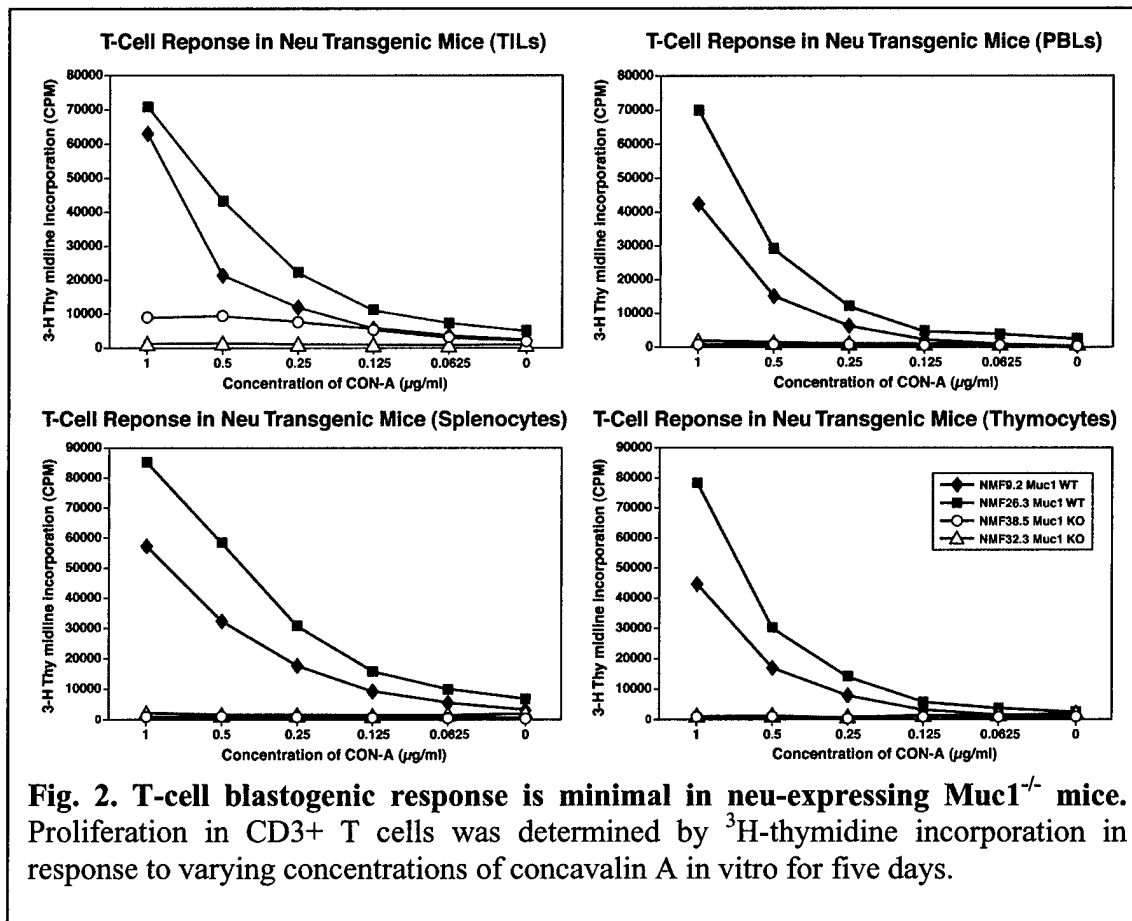 T-Cell Reponse in Neu Transgenic Mice (TILs)
3-H Thy midline incorporation (CPM)
80000
70000
60000
50000
40000
30000
20000
10000
0
1 0.5 0.25 0.125 0.0625 0
Concentration of CON-A (µg/ml)
T-Cell Reponse in Neu Transgenic Mice (PBLs)
3-H Thy midline incorporation (CPM)
80000
70000
60000
50000
40000
30000
20000
10000
0
1 0.5 0.25 0.125 0.0625 0
Concentration of CON-A (µg/ml)
T-Cell Reponse in Neu Transgenic Mice (Splenocytes)
3-H Thy midline incorporation (CPM)
90000
80000
70000
60000
50000
40000
30000
20000
10000
0
1 0.5 0.25 0.125 0.0625 0
Concentration of CON-A (µg/ml)
T-Cell Reponse in Neu Transgenic Mice (Thymocytes)
3-H Thy midline incorporation (CPM)
90000
80000
70000
60000
50000
40000
30000
20000
10000
0
NMF9.2 Muc1 WT
NMF26.3 Muc1 WT
NMF38.5 Muc1 KO
NMF32.3 Muc1 KO
1 0.5 0.25 0.125 0.0625 0
Concentration of CON-A (µg/ml)
Fig. 2. T-cell blastogenic response is minimal in neu-expressing Muc1⁻/⁻ mice.
Proliferation in CD3+ T cells was determined by ³H-thymidine incorporation in
response to varying concentrations of concavalin A in vitro for five days.